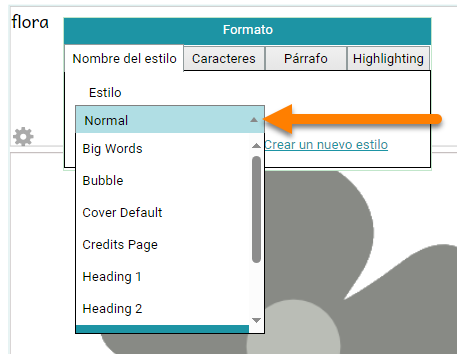 flora
Formato
Nombre del estilo Caracteres Párrafo Highlighting
Estilo
Normal
Crear un nuevo estilo
Big Words
Bubble
Cover Default
Credits Page
Heading 1
Heading 2